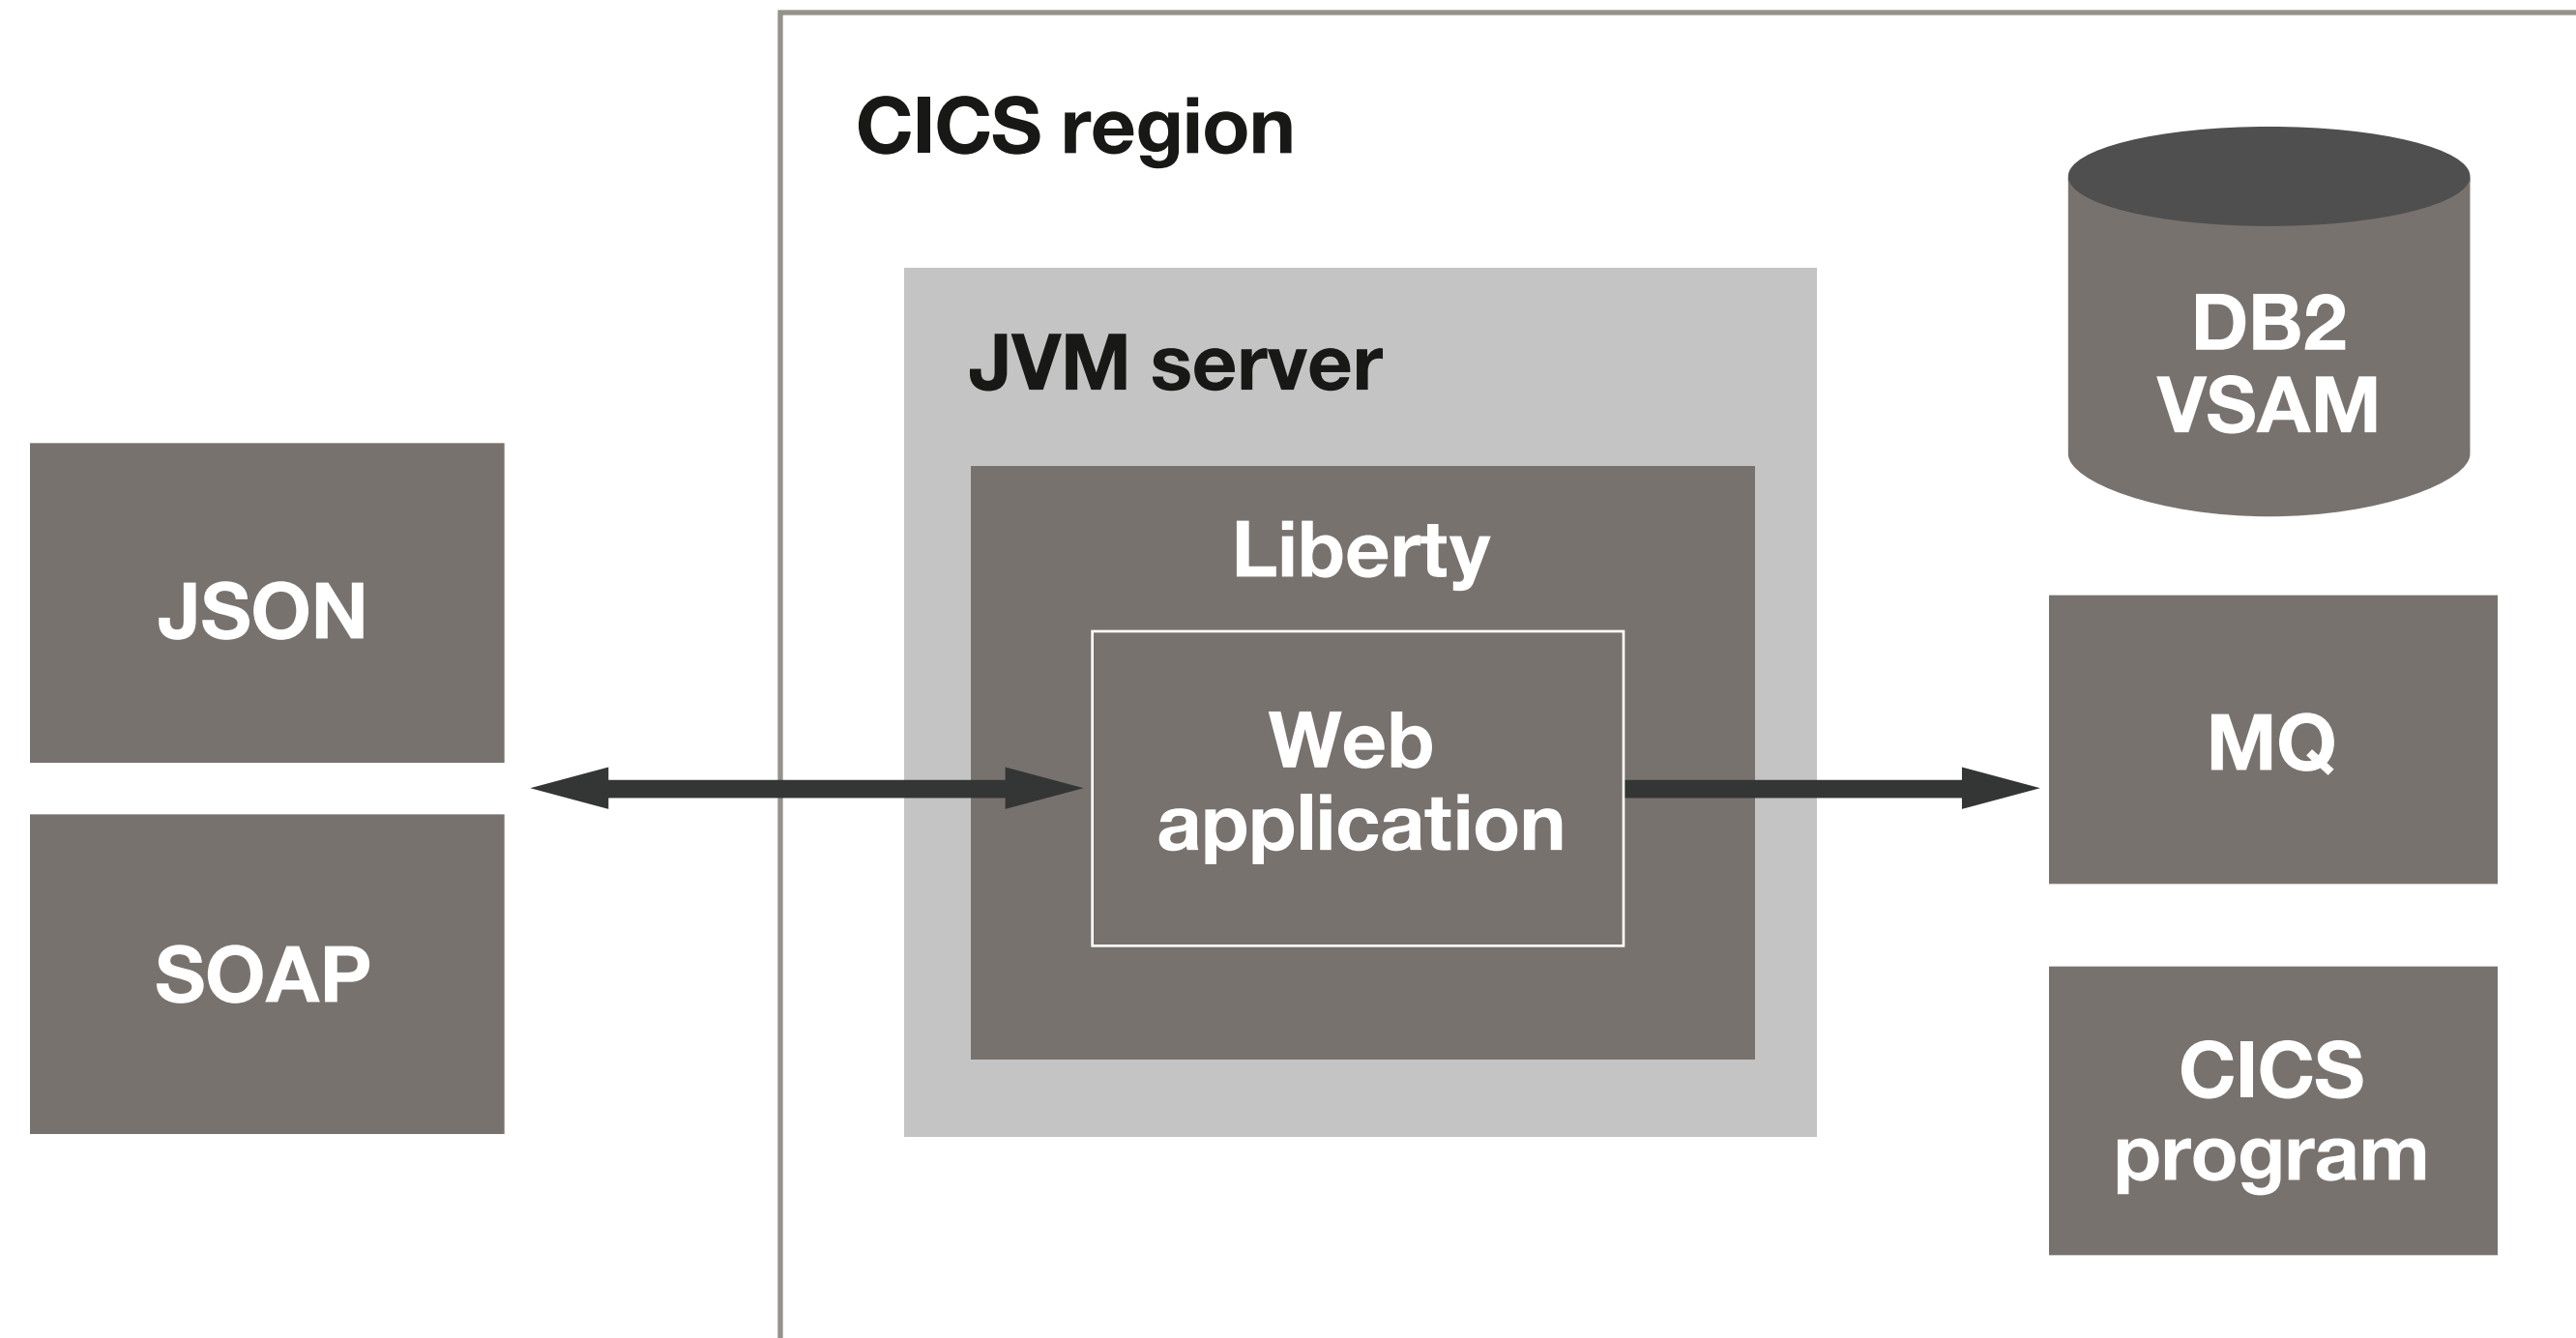 CICS region
JVM server
Liberty
Web
application
JSON
SOAP
DB2
VSAM
MQ
CICS
program